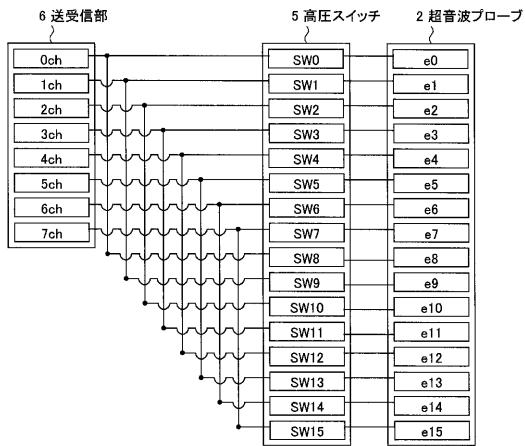 6 送受信部
5 高圧スイッチ
2 超音波プローブ
0ch SW0 e0
1ch SW1 e1
2ch SW2 e2
3ch SW3 e3
4ch SW4 e4
5ch SW5 e5
6ch SW6 e6
7ch SW7 e7
SW8 e8
SW9 e9
SW10 e10
SW11 e11
SW12 e12
SW13 e13
SW14 e14
SW15 e15